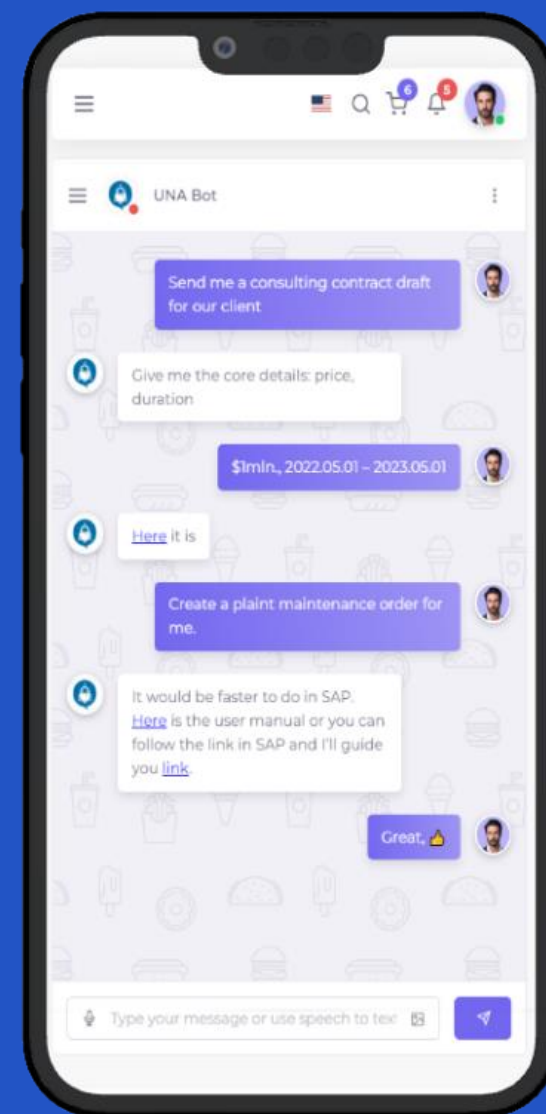 6
5
UNA Bot
Send me a consulting contract draft
for our client
Give me the core details: price,
duration
$1mln., 2022.05.01 – 2023.05.01
Here it is
Create a plaint maintenance order for
me.
It would be faster to do in SAP.
Here is the user manual or you can
follow the link in SAP and I'll guide
you link.
Great, 👍
Type your message or use speech to tex